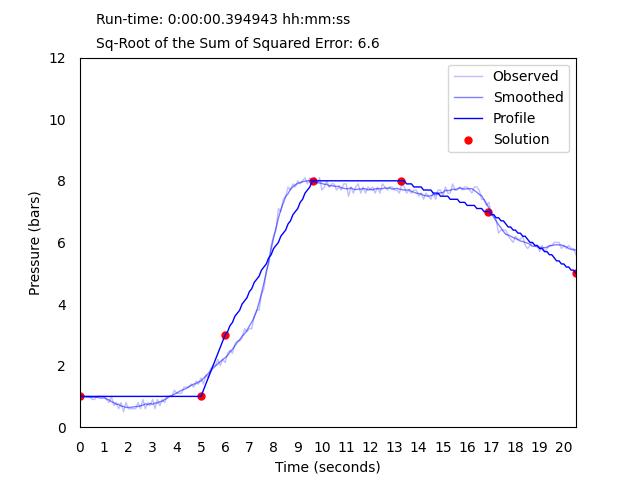 Run-time: 0:00:00.394943 hh:mm:ss
Sq-Root of the Sum of Squared Error: 6.6
12
10
8
6
4
2
0
Pressure (bars)
Observed
Smoothed
Profile
Solution
0 1 2 3 4 5 6 7 8 9 10 11 12 13 14 15 16 17 18 19 20
Time (seconds)